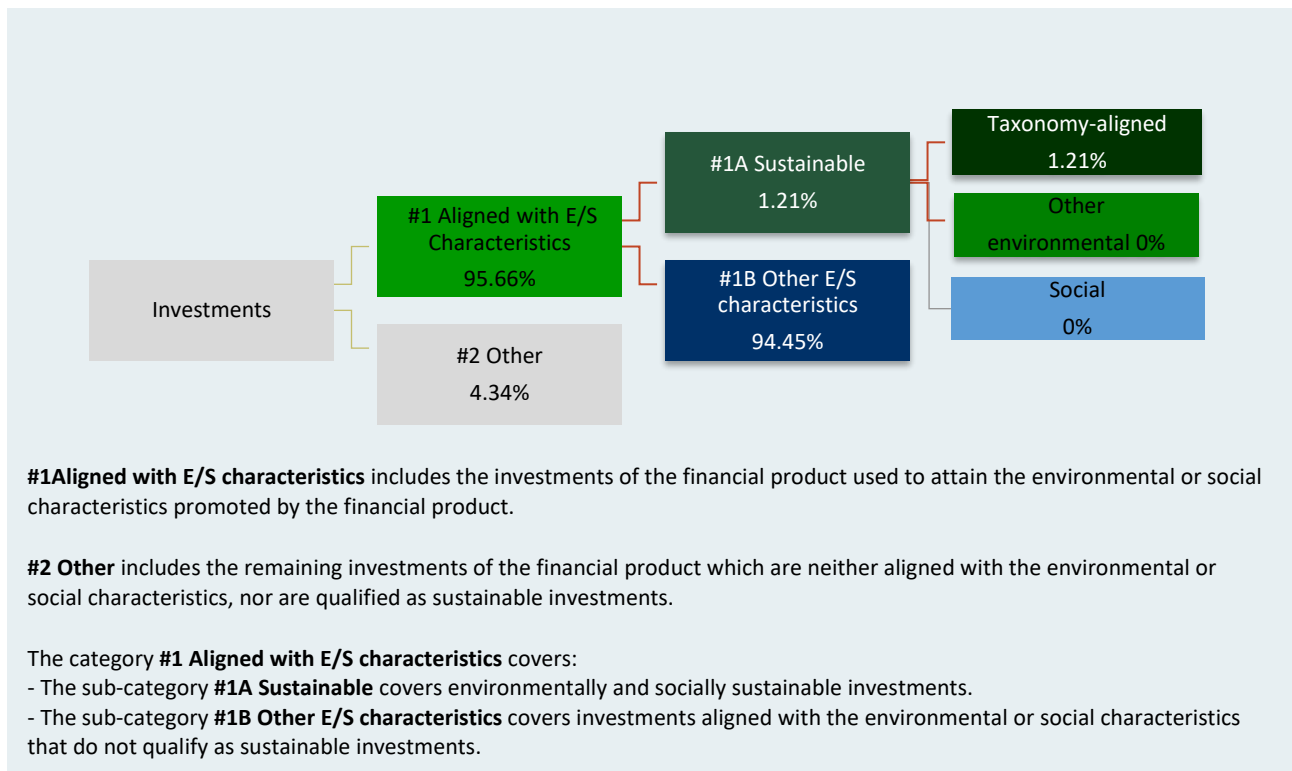 Investments
#1 Aligned with E/S
Characteristics
95.66%
#2 Other
4.34%
#1A Sustainable
1.21%
#1B Other E/S
characteristics
94.45%
Taxonomy-aligned
1.21%
Other
environmental 0%
Social
0%
#1Aligned with E/S characteristics includes the investments of the financial product used to attain the environmental or social
characteristics promoted by the financial product.
#2 Other includes the remaining investments of the financial product which are neither aligned with the environmental or
social characteristics, nor are qualified as sustainable investments.
The category #1 Aligned with E/S characteristics covers:
- The sub-category #1A Sustainable covers environmentally and socially sustainable investments.
- The sub-category #1B Other E/S characteristics covers investments aligned with the environmental or social characteristics
that do not qualify as sustainable investments.